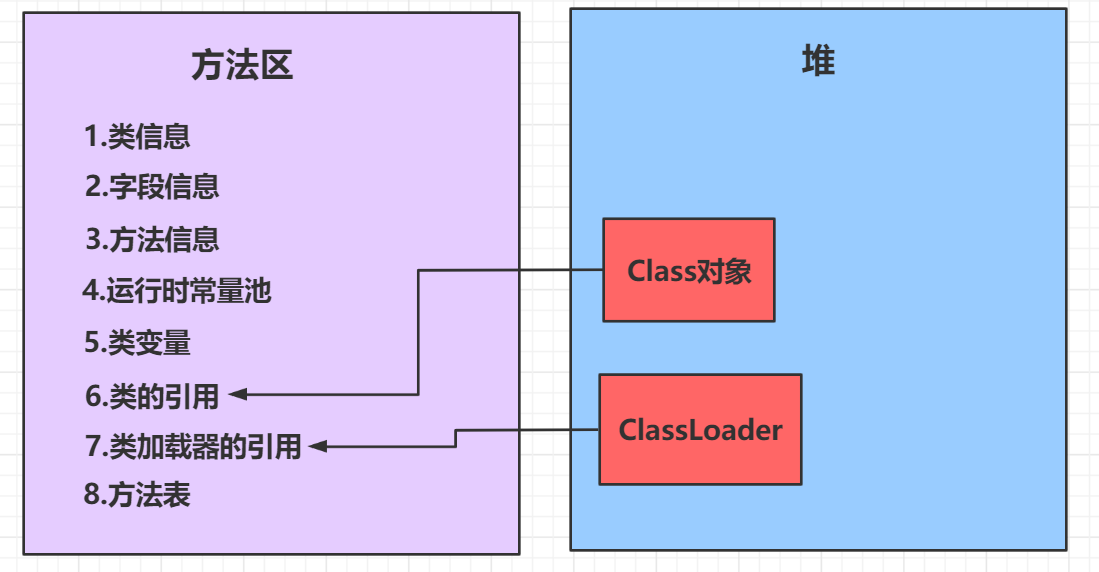 方法区
1.类信息
2.字段信息
3.方法信息
4.运行时常量池
5.类变量
6.类的引用
7.类加载器的引用
8.方法表
堆
Class对象
ClassLoader